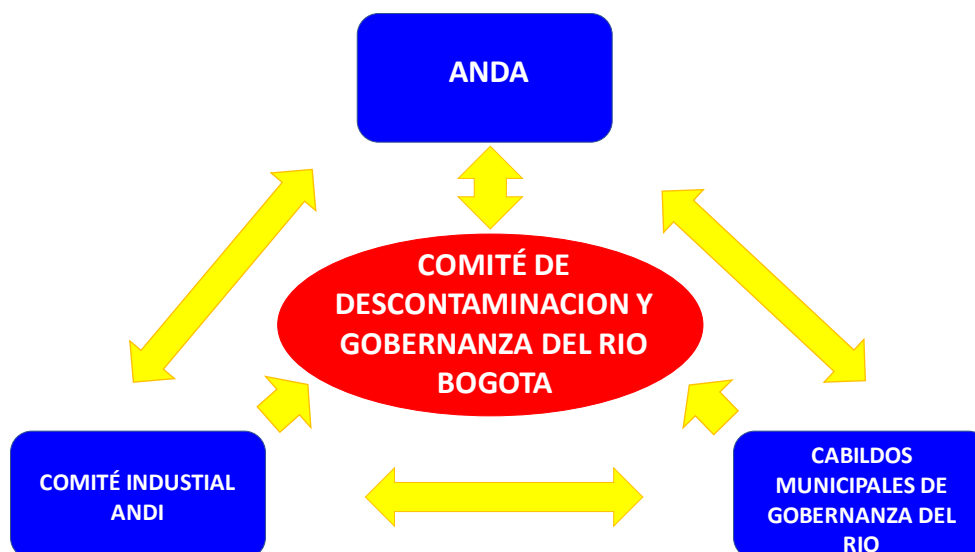 ANDA
COMITÉ DE
DESCONTAMINACION Y
GOBERNANZA DEL RIO
BOGOTA
COMITÉ INDUSTIAL
ANDI
CABILDOS
MUNICIPALES DE
GOBERNANZA DEL
RIO